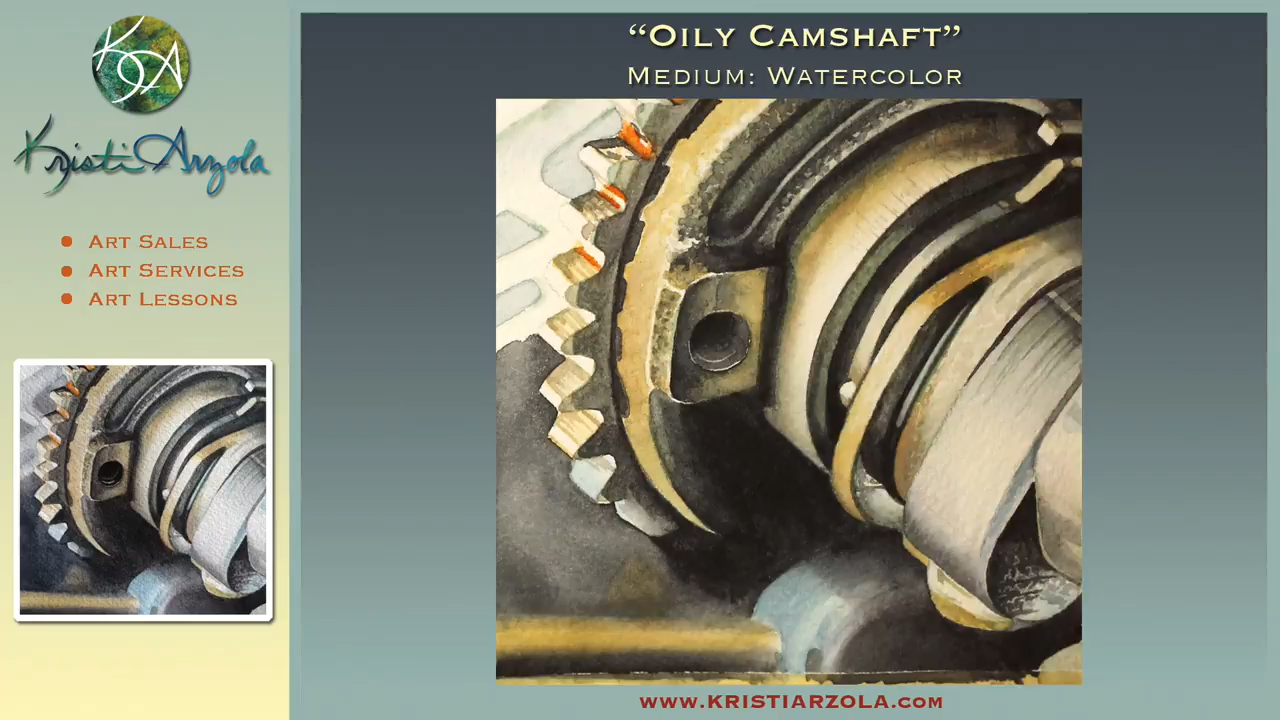 KA
Kristi Arzola
• Art Sales
• Art Services
• Art Lessons
“Oily Camshaft”
Medium: Watercolor
www.KRISTIARZOLA.com